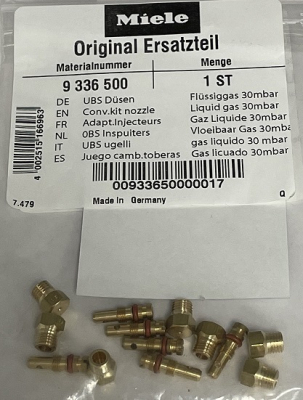 Miele
Original Ersatzteil
Materialnummer Menge
9 336 500 1 ST
DE UBS Düsen Flüssiggas 30mbar
EN Conv.kit nozzle Liquid gas 30mbar
FR Adapt.Injecteurs Gaz Liquide 30mbar
NL OBS Inspuiters Vloeibaar Gas 30mbar
IT UBS ugelli gas liquido 30 mbar
ES Juego camb.toberas Gas licuado 30mbar
4 002515 166963
00933650000017
7.479 Made in Germany Q